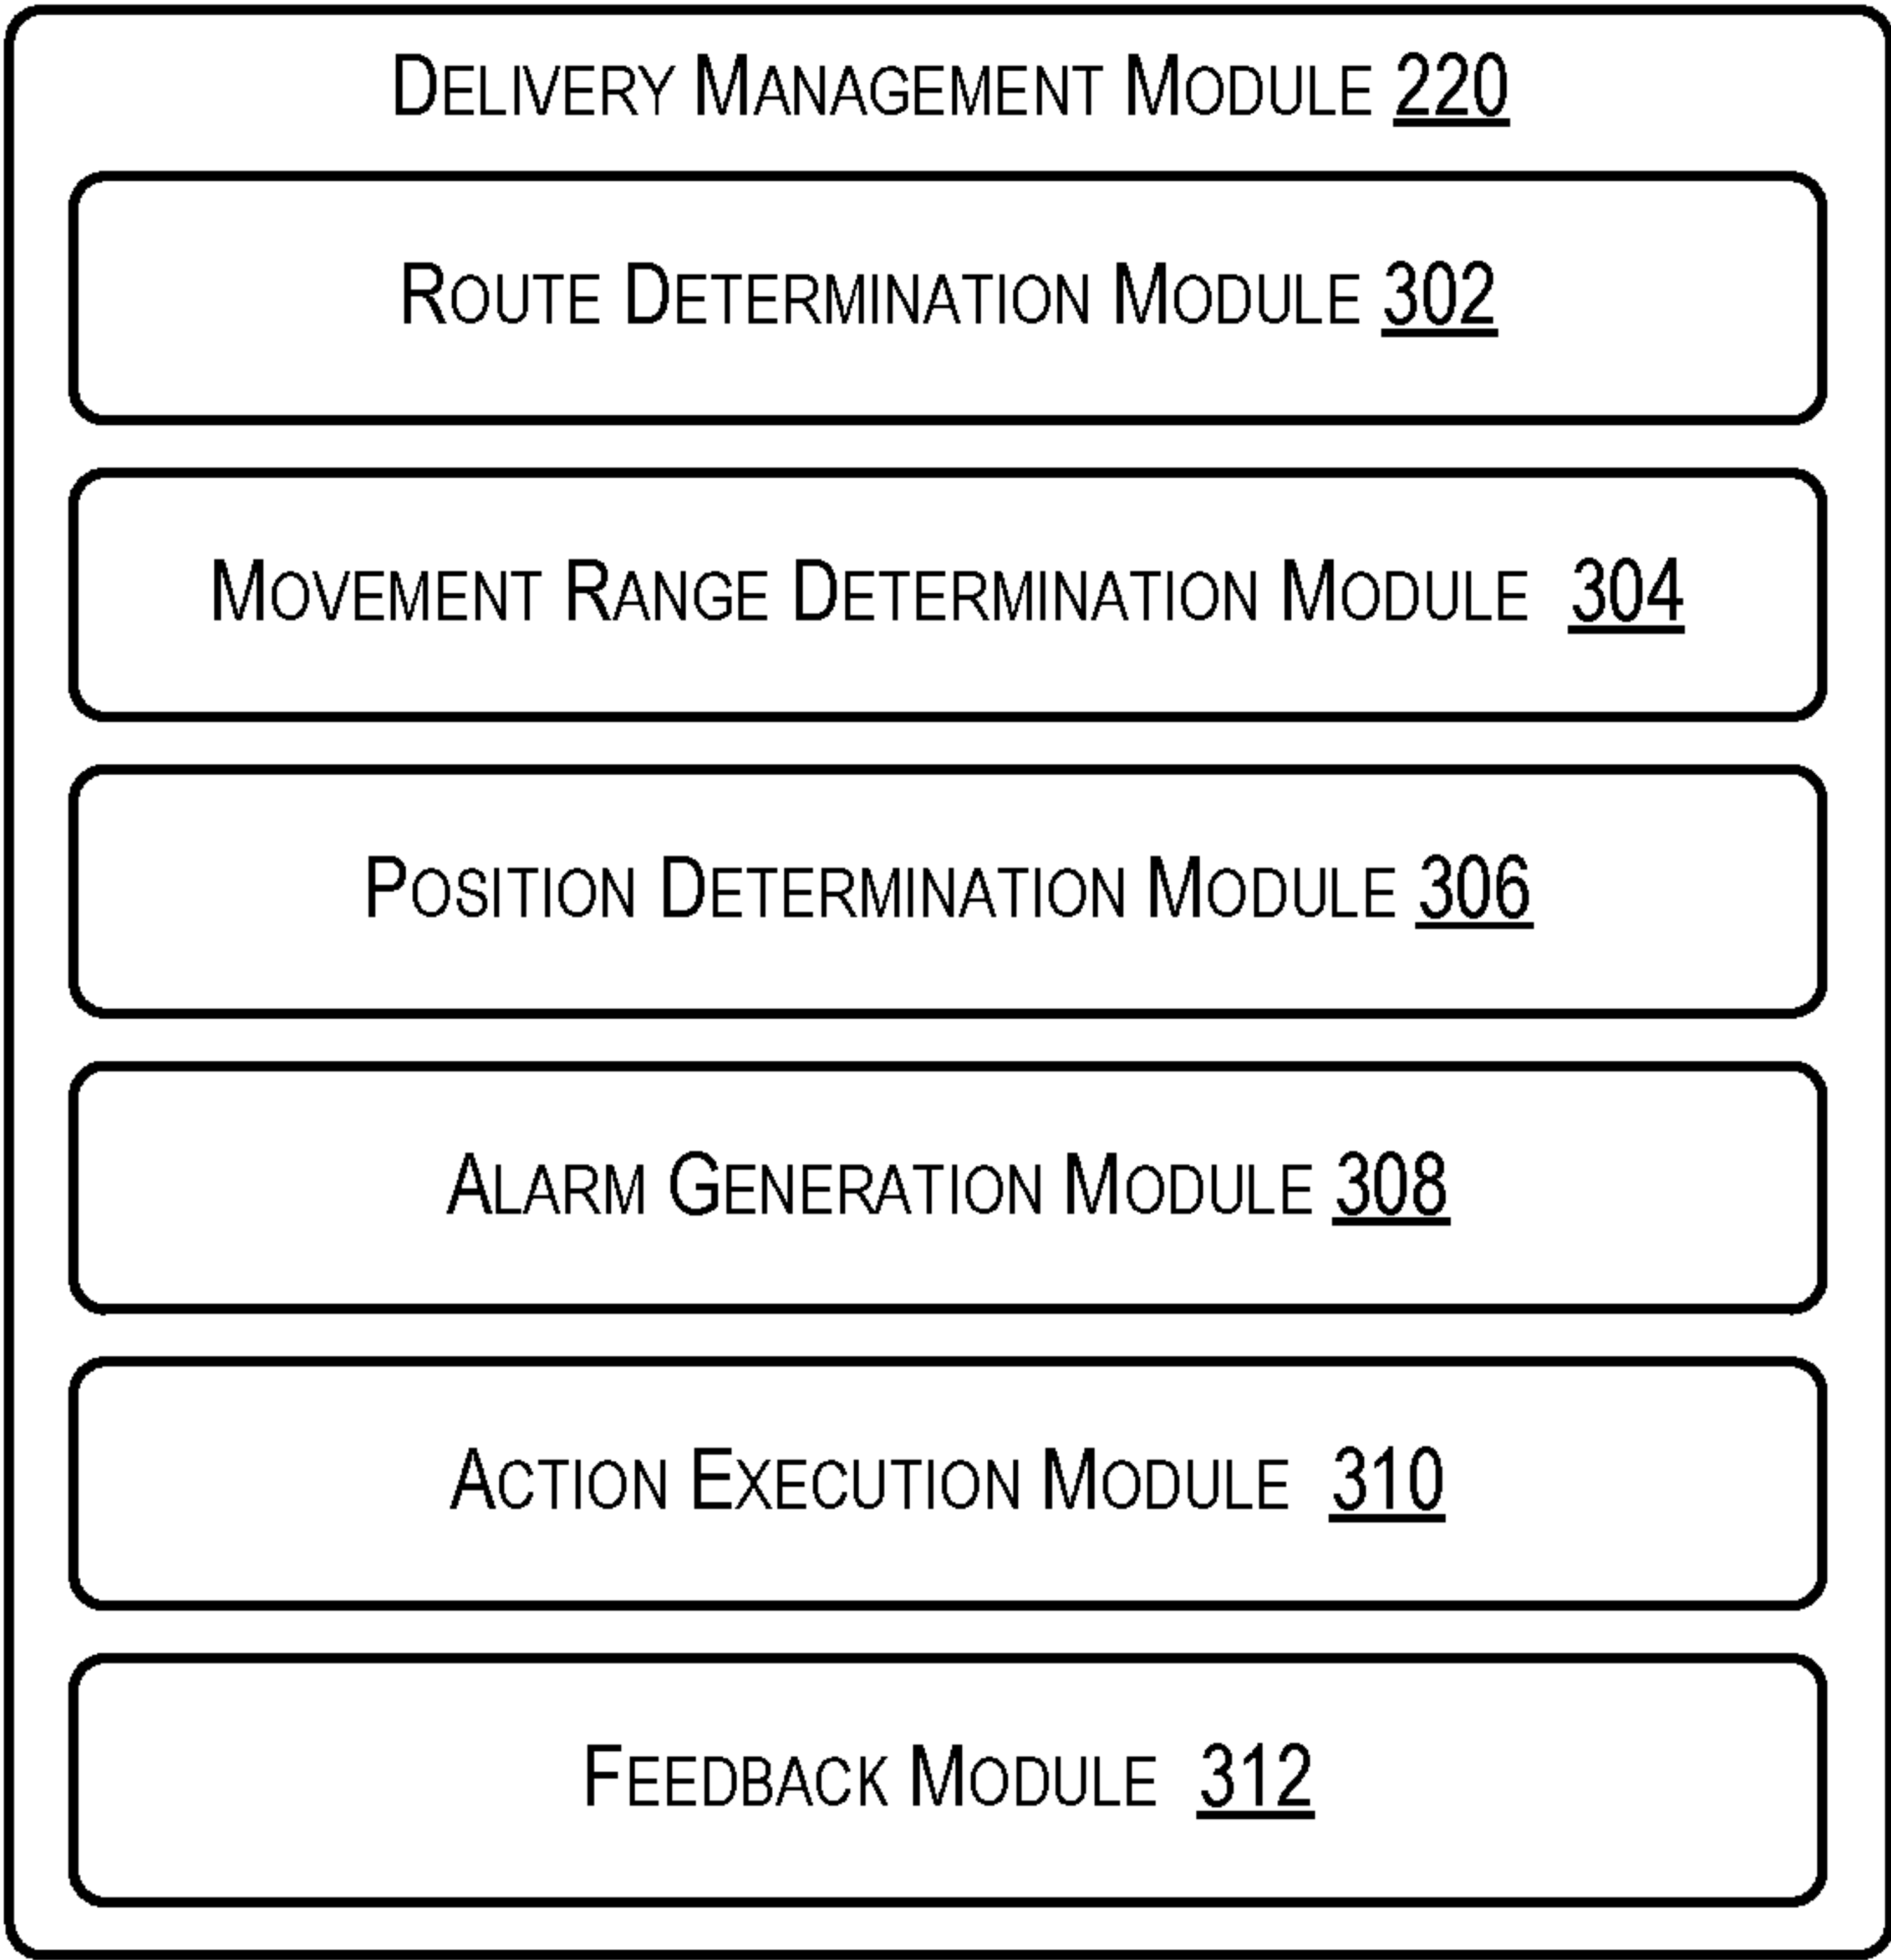 DELIVERY MANAGEMENT MODULE 220
ROUTE DETERMINATION MODULE 302
MOVEMENT RANGE DETERMINATION MODULE 304
POSITION DETERMINATION MODULE 306
ALARM GENERATION MODULE 308
ACTION EXECUTION MODULE 310
FEEDBACK MODULE 312